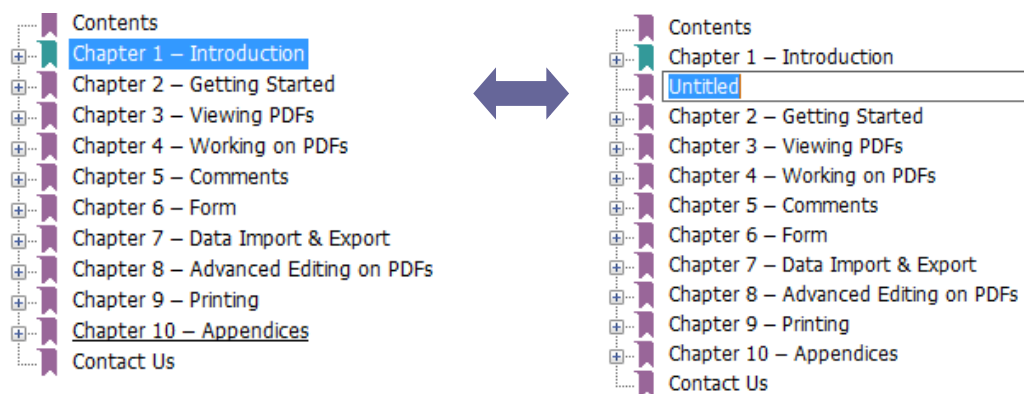 Contents
Chapter 1 – Introduction
Chapter 2 – Getting Started
Chapter 3 – Viewing PDFs
Chapter 4 – Working on PDFs
Chapter 5 – Comments
Chapter 6 – Form
Chapter 7 – Data Import & Export
Chapter 8 – Advanced Editing on PDFs
Chapter 9 – Printing
Chapter 10 – Appendices
Contact Us
Contents
Chapter 1 – Introduction
Untitled
Chapter 2 – Getting Started
Chapter 3 – Viewing PDFs
Chapter 4 – Working on PDFs
Chapter 5 – Comments
Chapter 6 – Form
Chapter 7 – Data Import & Export
Chapter 8 – Advanced Editing on PDFs
Chapter 9 – Printing
Chapter 10 – Appendices
Contact Us